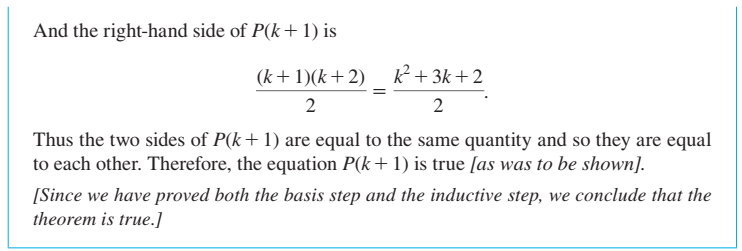 And the right-hand side of P(k + 1) is
(k + 1)(k + 2) / 2 = k² + 3k + 2 / 2.
Thus the two sides of P(k + 1) are equal to the same quantity and so they are equal
to each other. Therefore, the equation P(k + 1) is true [as was to be shown].
[Since we have proved both the basis step and the inductive step, we conclude that the
theorem is true.]